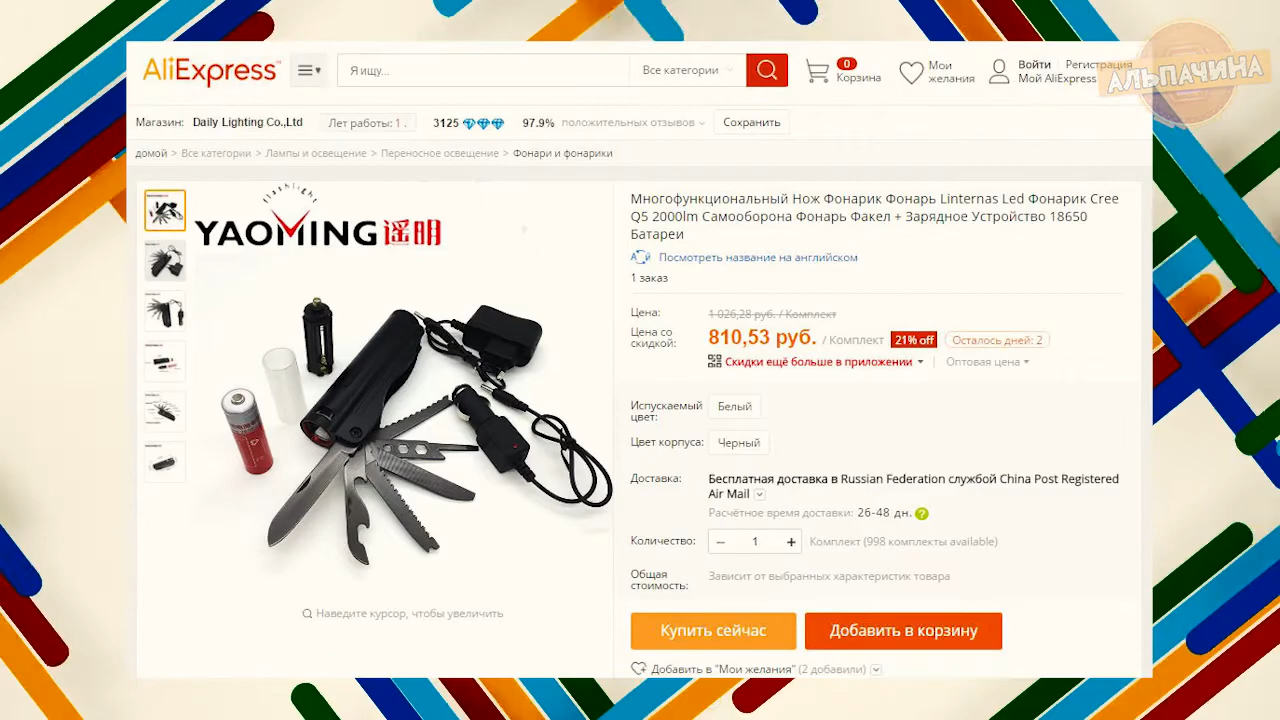 АЛЬПАЧИНА
AliExpress™
Я ищу...
Все категории
0
Корзина
Мои
желания
Войти
Регистрация
Мой AliExpress
Магазин:
Daily Lighting Co.,Ltd
Лет работы: 1 .
3125
97.9% положительных отзывов
Сохранить
домой > Все категории > Лампы и освещение > Переносное освещение > Фонари и фонарики
flashlight
YAOMING 遥明
Многофункциональный Нож Фонарик Фонарь Linternas Led Фонарик Cree
Q5 2000lm Самооборона Фонарь Факел + Зарядное Устройство 18650
Батареи
Посмотреть название на английском
1 заказ
Цена:
1 026,28 руб. / Комплект
Цена со
скидкой:
810,53 руб. / Комплект
21% off
Осталось дней: 2
Скидки ещё больше в приложении
Оптовая цена
Испускаемый
цвет:
Белый
Цвет корпуса:
Черный
Доставка:
Бесплатная доставка в Russian Federation службой China Post Registered
Air Mail
Расчётное время доставки: 26-48 дн. ?
Количество:
− 1 +
Комплект (998 комплекты available)
Общая
стоимость:
Зависит от выбранных характеристик товара
Наведите курсор, чтобы увеличить
Купить сейчас
Добавить в корзину
Добавить в "Мои желания" (2 добавили)